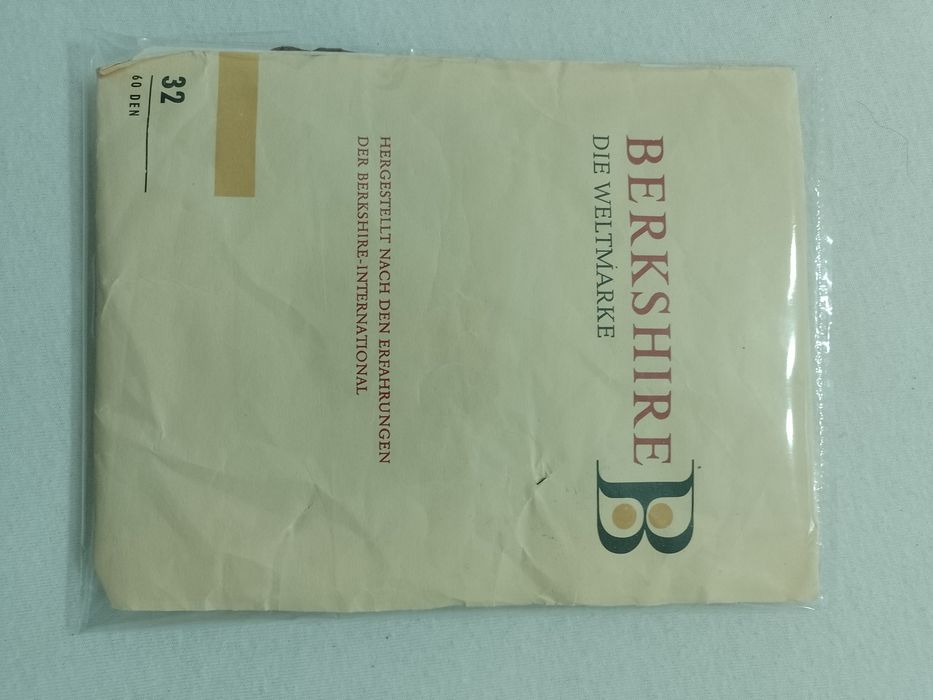 BERKSHIRE
DIE WELTMARKE
B
HERGESTELLT NACH DEN ERFAHRUNGEN
DER BERKSHIRE-INTERNATIONAL
32
60 DEN